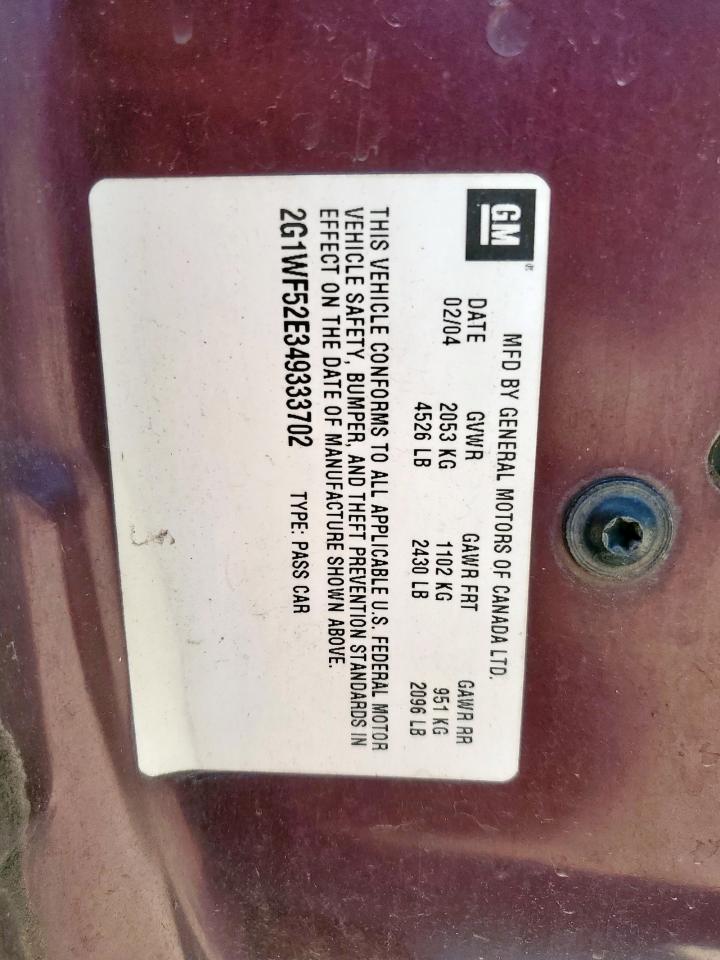 GM®
MFD BY GENERAL MOTORS OF CANADA LTD.
DATE GVWR GAWR FRT GAWR RR
02/04 2053 KG 1102 KG 951 KG
4526 LB 2430 LB 2096 LB
THIS VEHICLE CONFORMS TO ALL APPLICABLE U.S. FEDERAL MOTOR
VEHICLE SAFETY, BUMPER, AND THEFT PREVENTION STANDARDS IN
EFFECT ON THE DATE OF MANUFACTURE SHOWN ABOVE.
2G1WF52E349333702 TYPE: PASS CAR